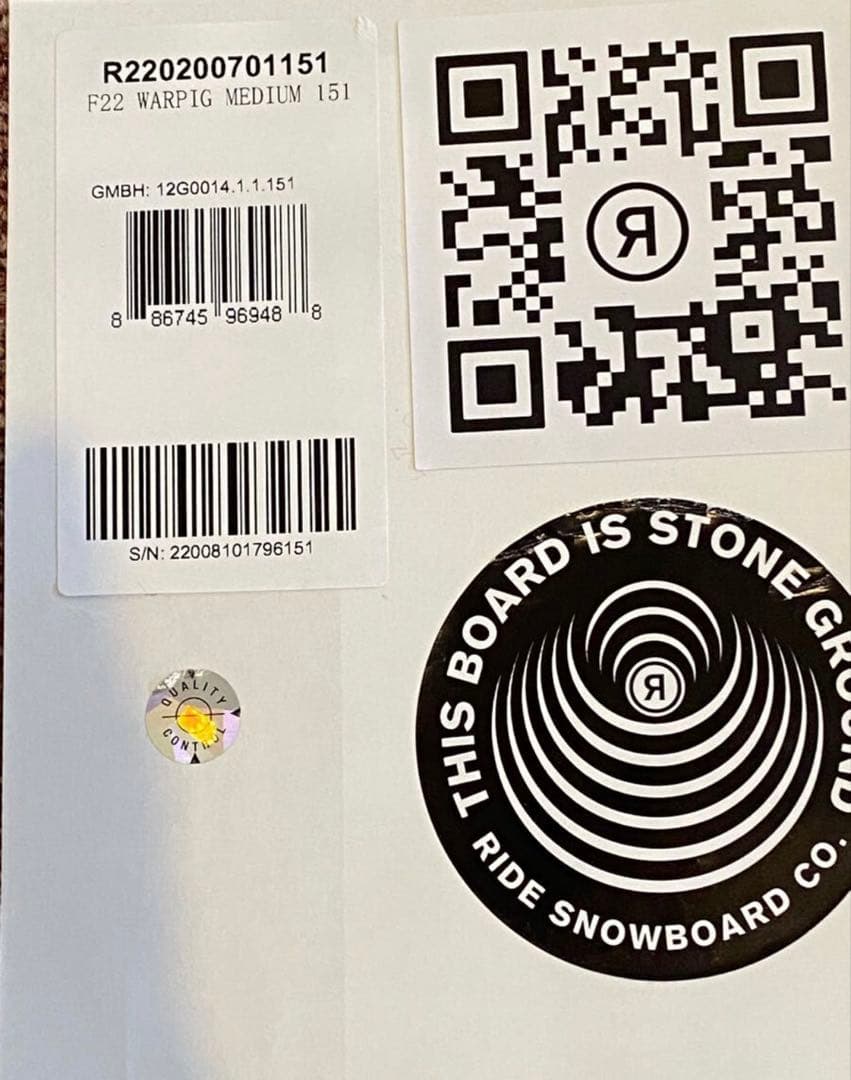 R220200701151
F22 WARPIG MEDIUM 151
GMBH: 12G0014.1.1.151
8 86745 96948 8
S/N: 22008101796151
QUALITY
CONTROL
THIS BOARD IS STONE GROUND
RIDE SNOWBOARD CO.